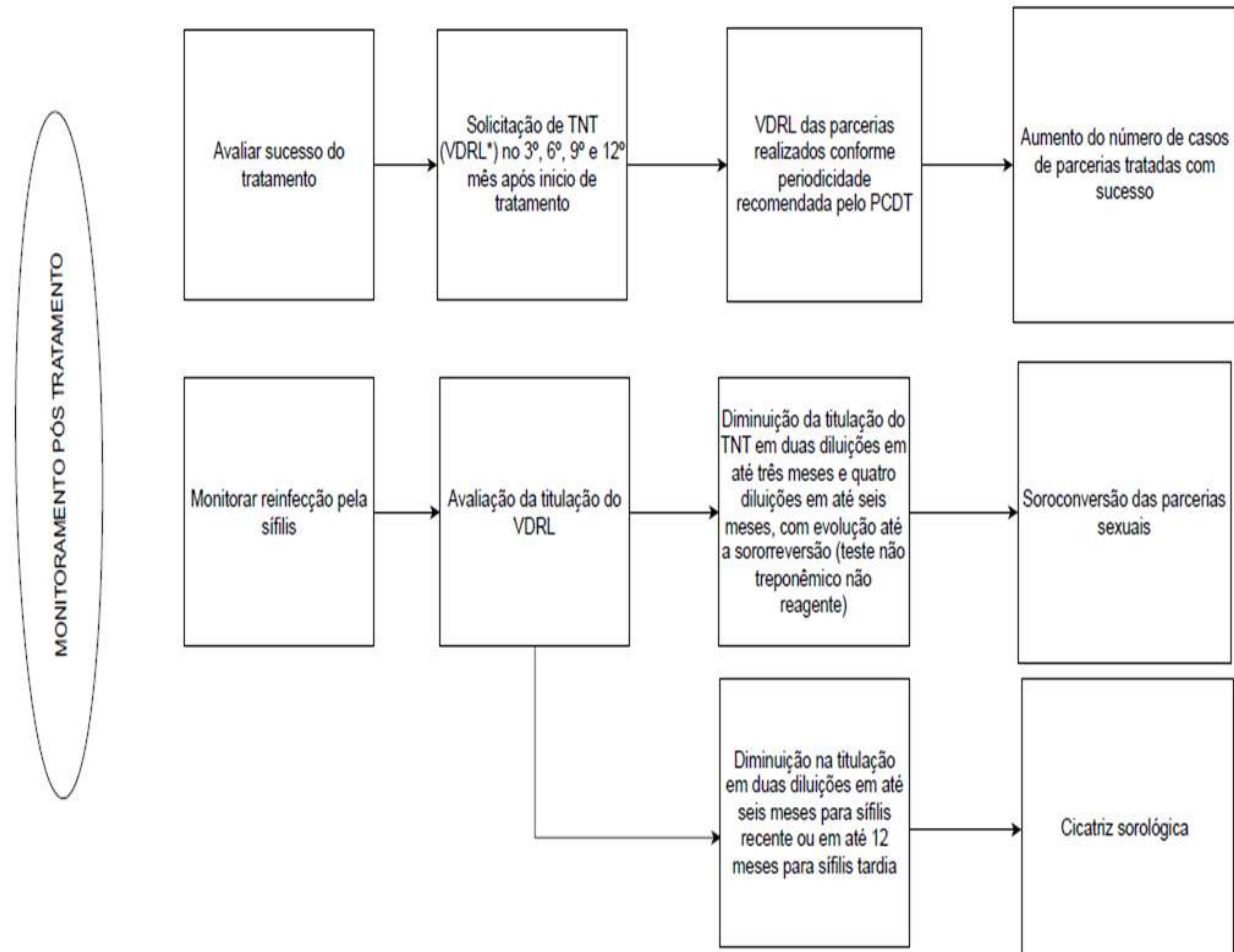 MONITORAMENTO PÓS TRATAMENTO
Avaliar sucesso do
tratamento
Solicitação de TNT
(VDRL*) no 3º, 6º, 9º e 12º
mês após inicio de
tratamento
VDRL das parcerias
realizados conforme
periodicidade
recomendada pelo PCDT
Aumento do número de casos
de parcerias tratadas com
sucesso
Monitorar reinfecção pela
sífilis
Avaliação da titulação do
VDRL
Diminuição da titulação do
TNT em duas diluições em
até três meses e quatro
diluições em até seis
meses, com evolução até
a sororreversão (teste não
treponêmico não
reagente)
Soroconversão das parcerias
sexuais
Diminuição na titulação
em duas diluições em até
seis meses para sífilis
recente ou em até 12
meses para sífilis tardia
Cicatriz sorológica